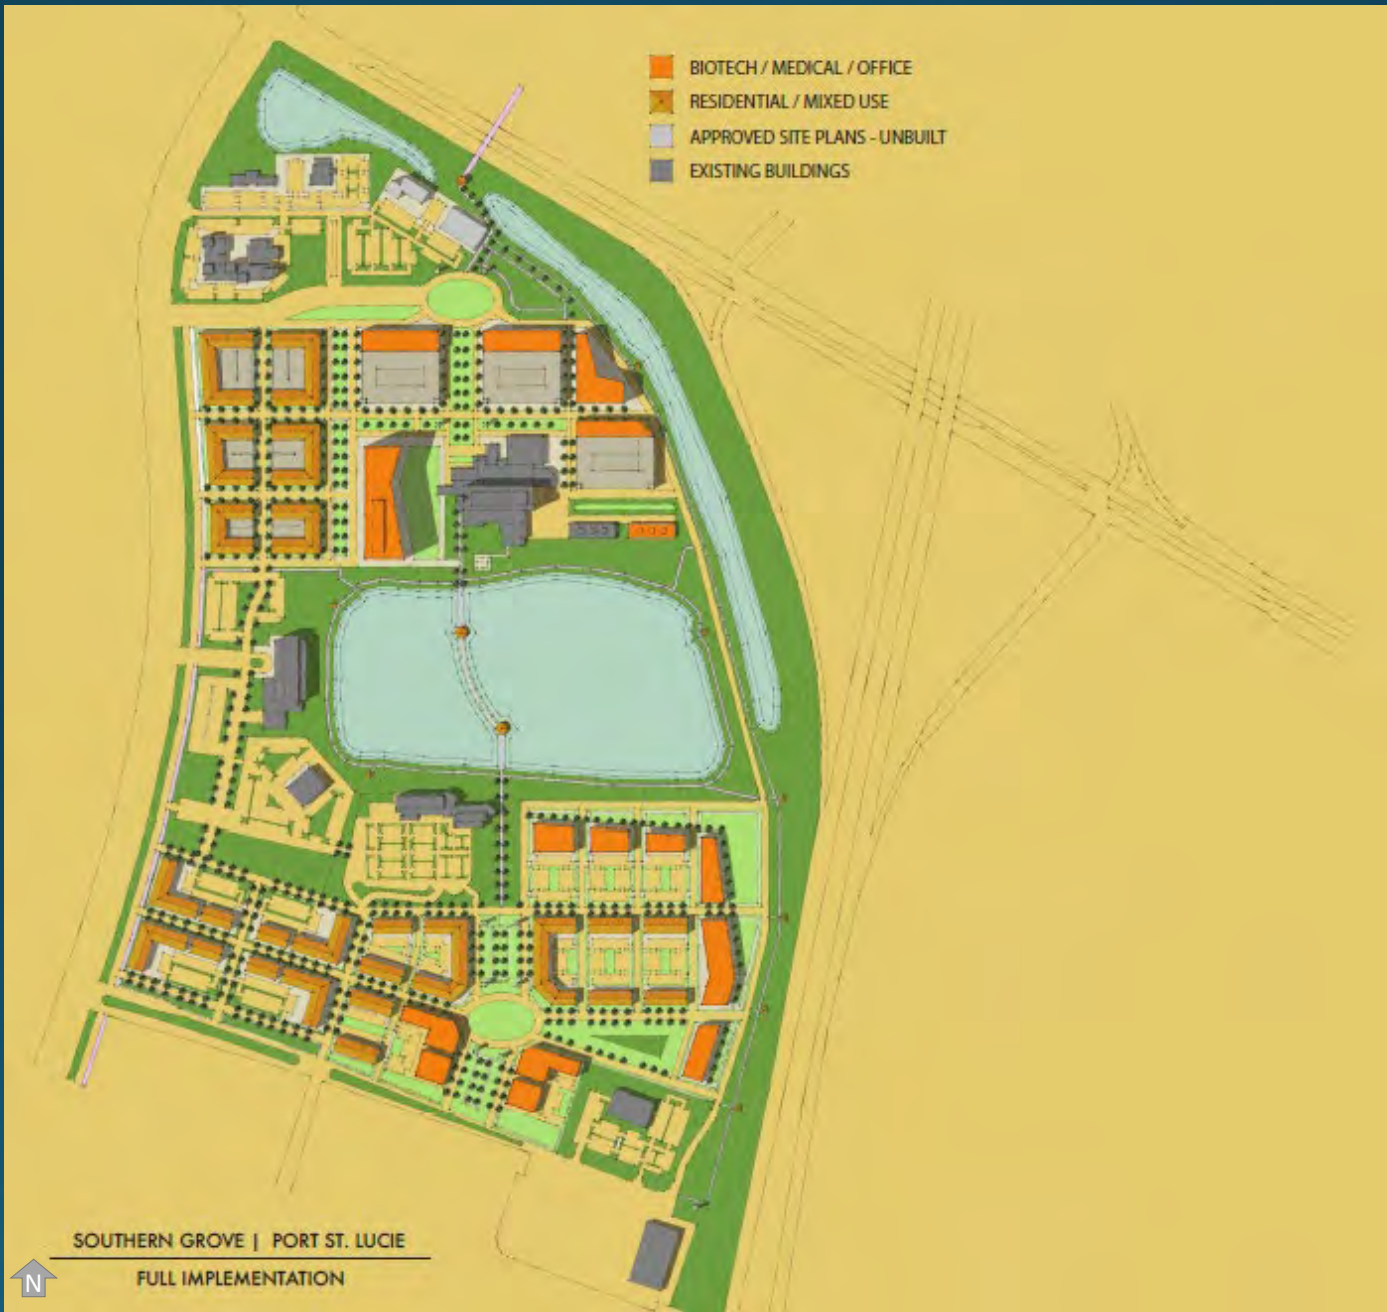 BIOTECH / MEDICAL / OFFICE
RESIDENTIAL / MIXED USE
APPROVED SITE PLANS - UNBUILT
EXISTING BUILDINGS
SOUTHERN GROVE | PORT ST. LUCIE
FULL IMPLEMENTATION
N